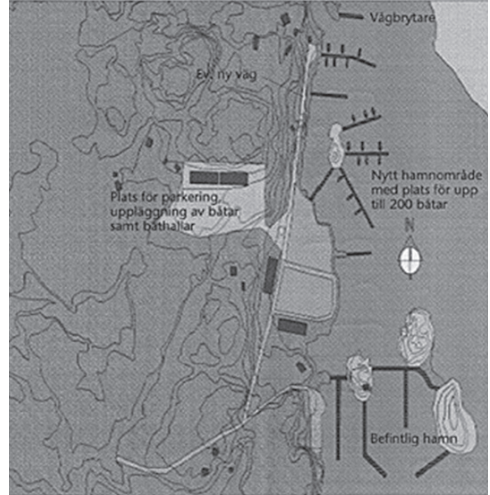 Vågbrytare
Ev. ny väg
Nytt hamnområde
med plats för upp
till 200 båtar
Plats för parkering,
uppläggning av båtar
samt båthallar
N
Befintlig hamn